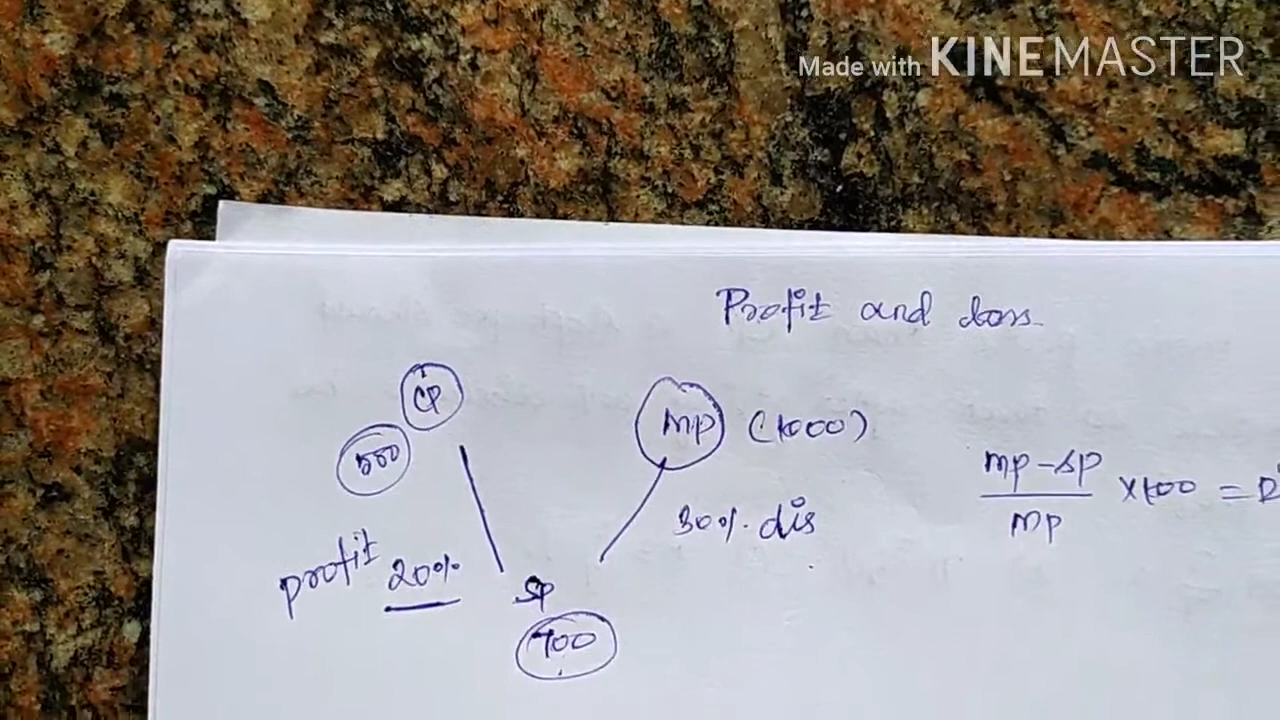 Made with KINEMASTER
Profit and loss
CP
MP (1000)
500
mp-sp
mp
x100 = D
30%. dis
profit 20%
SP
700